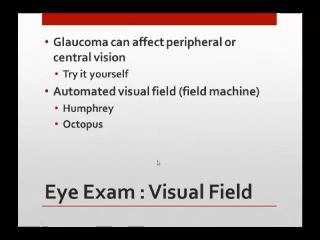 • Glaucoma can affect peripheral or
central vision
• Try it yourself
• Automated visual field (field machine)
• Humphrey
• Octopus
Eye Exam : Visual Field